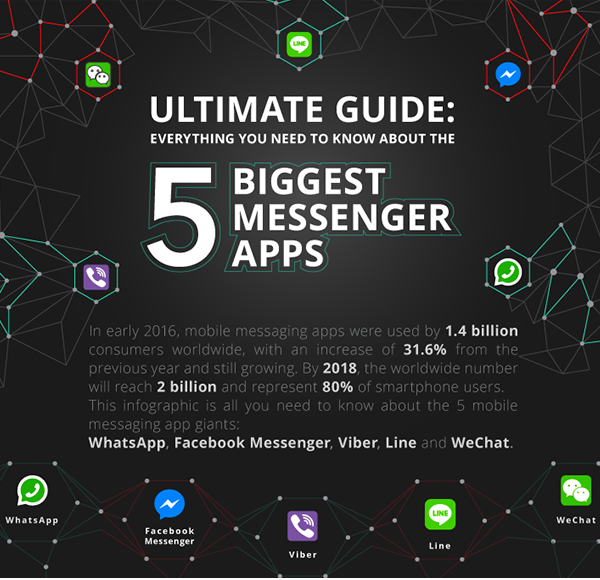 LINE
ULTIMATE GUIDE:
EVERYTHING YOU NEED TO KNOW ABOUT THE
5 BIGGEST
MESSENGER
APPS
In early 2016, mobile messaging apps were used by 1.4 billion
consumers worldwide, with an increase of 31.6% from the
previous year and still growing. By 2018, the worldwide number
will reach 2 billion and represent 80% of smartphone users.
This infographic is all you need to know about the 5 mobile
messaging app giants:
WhatsApp, Facebook Messenger, Viber, Line and WeChat.
WhatsApp
Facebook
Messenger
Viber
LINE
Line
WeChat